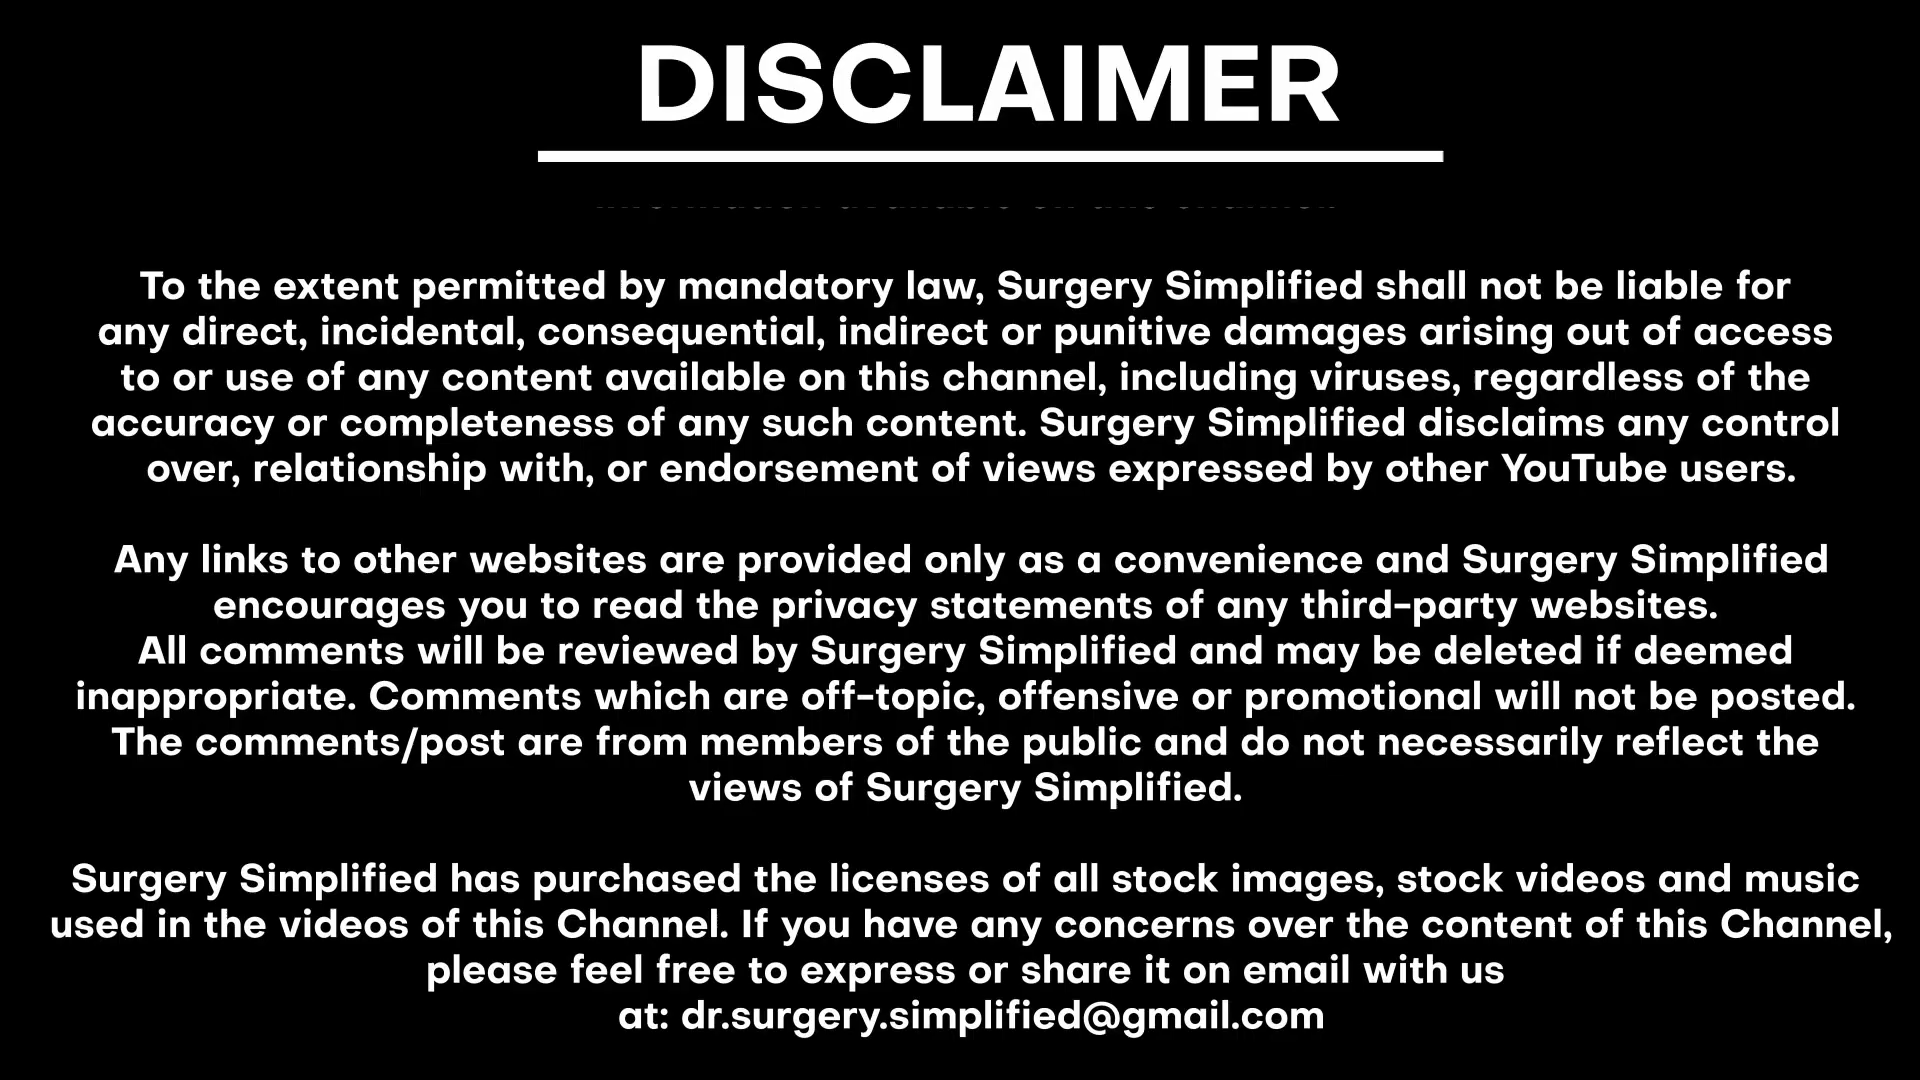 DISCLAIMER
To the extent permitted by mandatory law, Surgery Simplified shall not be liable for
any direct, incidental, consequential, indirect or punitive damages arising out of access
to or use of any content available on this channel, including viruses, regardless of the
accuracy or completeness of any such content. Surgery Simplified disclaims any control
over, relationship with, or endorsement of views expressed by other YouTube users.
Any links to other websites are provided only as a convenience and Surgery Simplified
encourages you to read the privacy statements of any third-party websites.
All comments will be reviewed by Surgery Simplified and may be deleted if deemed
inappropriate. Comments which are off-topic, offensive or promotional will not be posted.
The comments/post are from members of the public and do not necessarily reflect the
views of Surgery Simplified.
Surgery Simplified has purchased the licenses of all stock images, stock videos and music
used in the videos of this Channel. If you have any concerns over the content of this Channel,
please feel free to express or share it on email with us
at: dr.surgery.simplified@gmail.com